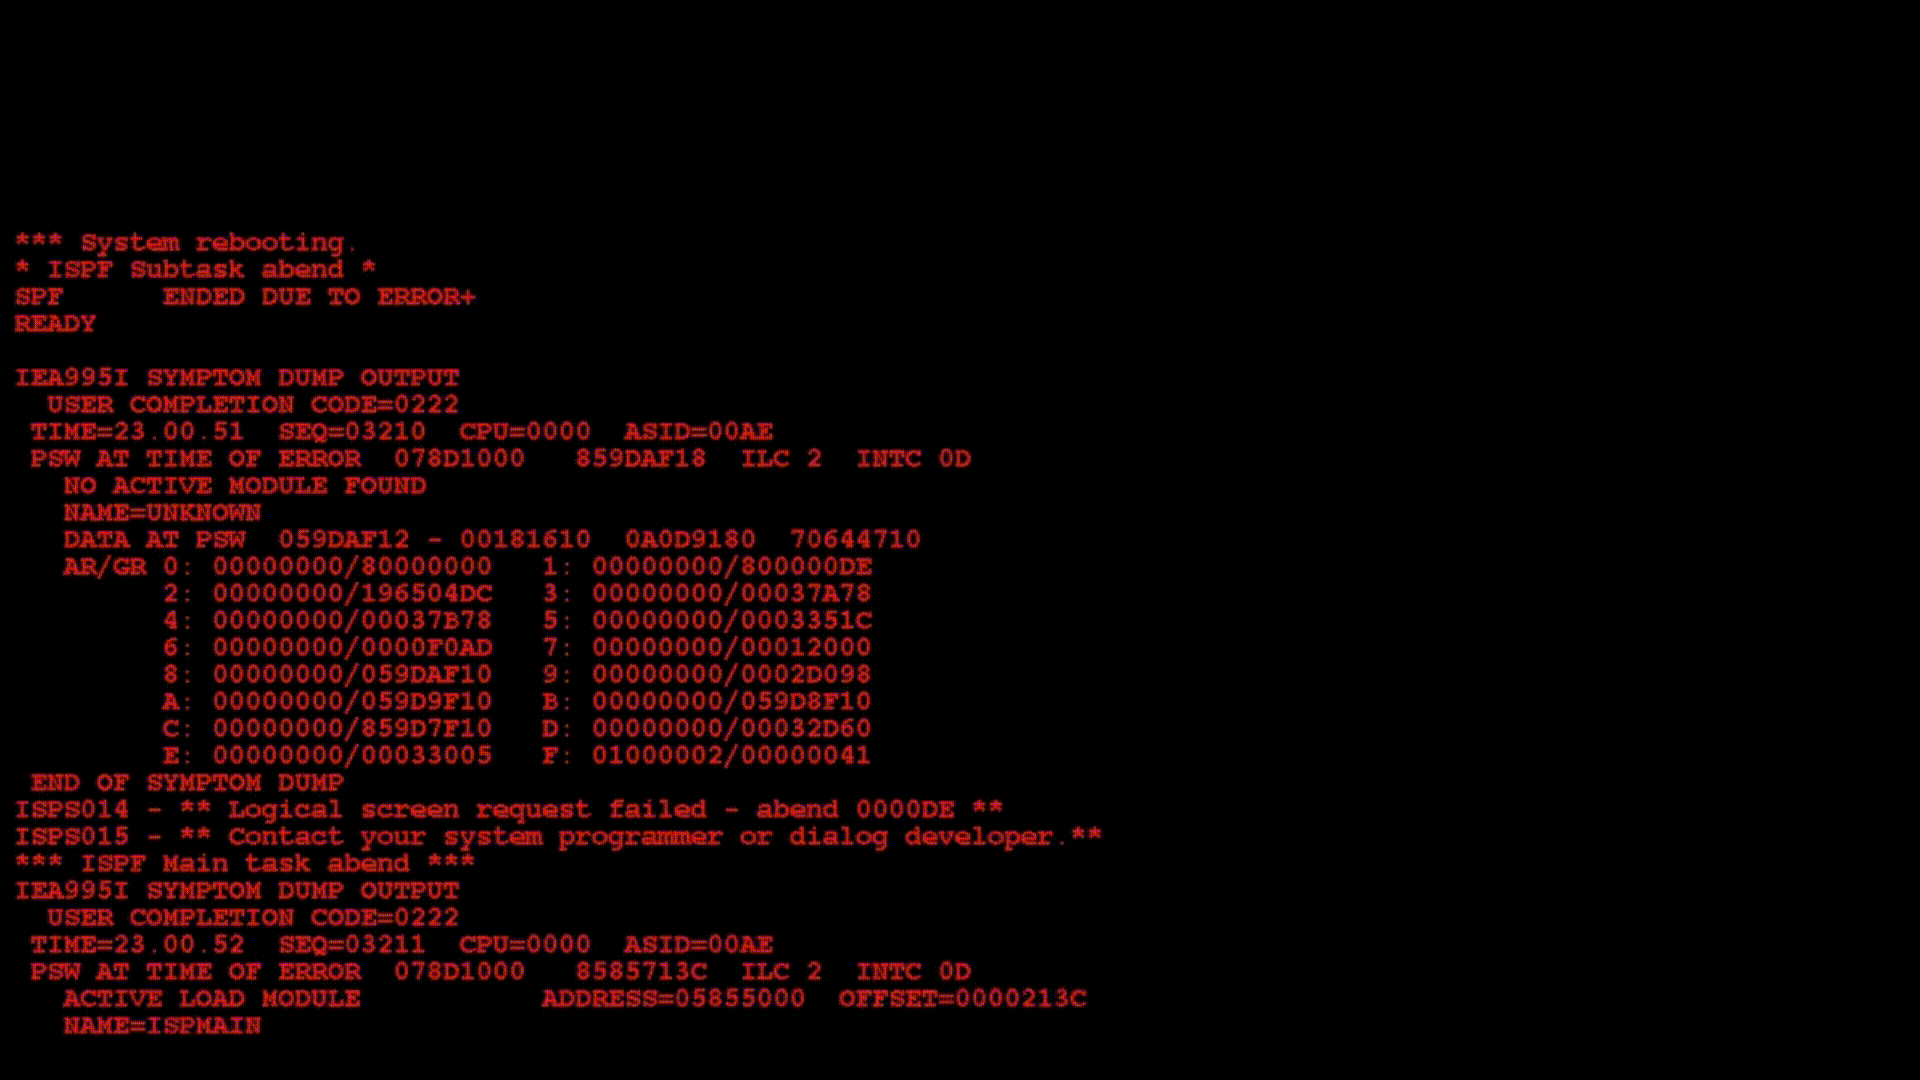 *** System rebooting.
* ISPF Subtask abend *
SPF      ENDED DUE TO ERROR+
READY
IEA995I SYMPTOM DUMP OUTPUT
  USER COMPLETION CODE=0222
 TIME=23.00.51  SEQ=03210  CPU=0000  ASID=00AE
 PSW AT TIME OF ERROR  078D1000   859DAF18  ILC 2  INTC 0D
   NO ACTIVE MODULE FOUND
   NAME=UNKNOWN
   DATA AT PSW  059DAF12 - 00181610  0A0D9180  70644710
   AR/GR 0: 00000000/80000000   1: 00000000/800000DE
         2: 00000000/196504DC   3: 00000000/00037A78
         4: 00000000/00037B78   5: 00000000/0003351C
         6: 00000000/0000F0AD   7: 00000000/00012000
         8: 00000000/059DAF10   9: 00000000/0002D098
         A: 00000000/059D9F10   B: 00000000/059D8F10
         C: 00000000/859D7F10   D: 00000000/00032D60
         E: 00000000/00033005   F: 01000002/00000041
 END OF SYMPTOM DUMP
ISPS014 - ** Logical screen request failed - abend 0000DE **
ISPS015 - ** Contact your system programmer or dialog developer.**
*** ISPF Main task abend ***
IEA995I SYMPTOM DUMP OUTPUT
  USER COMPLETION CODE=0222
 TIME=23.00.52  SEQ=03211  CPU=0000  ASID=00AE
 PSW AT TIME OF ERROR  078D1000   8585713C  ILC 2  INTC 0D
   ACTIVE LOAD MODULE           ADDRESS=05855000  OFFSET=0000213C
   NAME=ISPMAIN